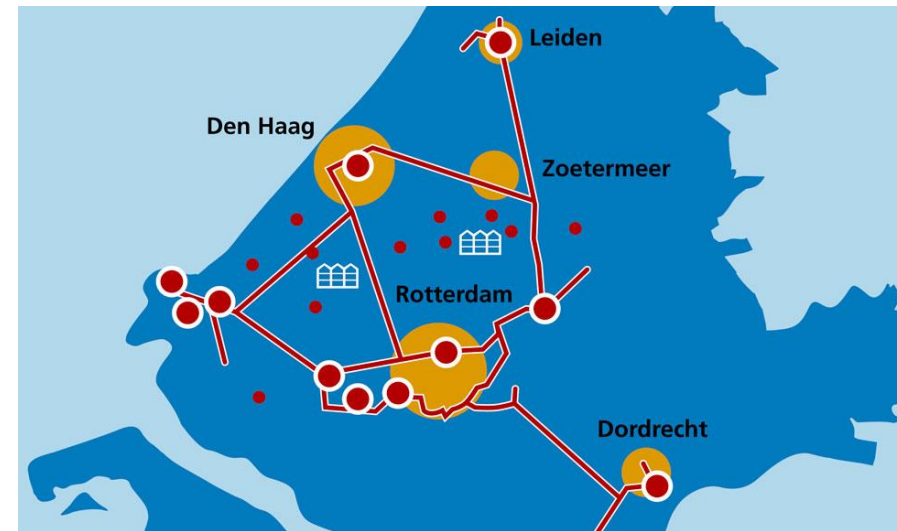 Leiden
Den Haag
Zoetermeer
Rotterdam
Dordrecht